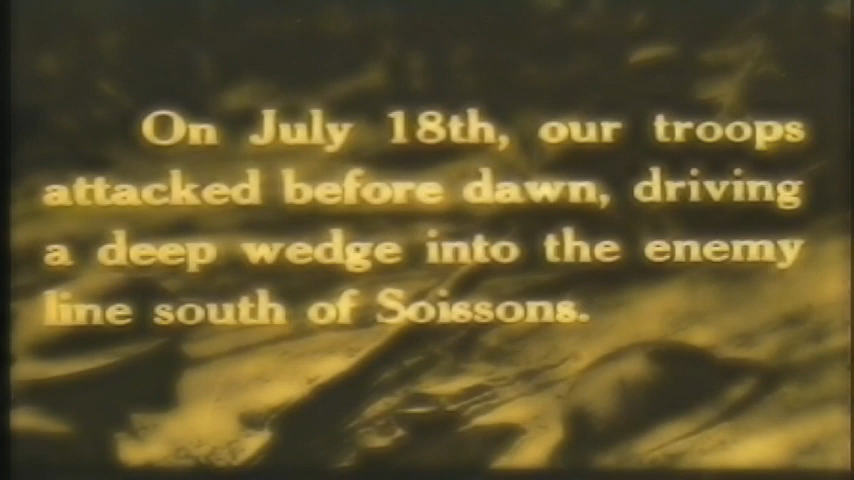 On July 18th, our troops
attacked before dawn, driving
a deep wedge into the enemy
line south of Soissons.